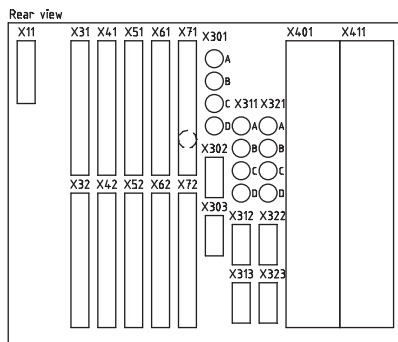 Rear view
X11 X31 X41 X51 X61 X71 X301 X401 X411
A
B
C X311 X321
D A A
X302 B B
C C
X32 X42 X52 X62 X72 D D
X303
X312 X322
X313 X323